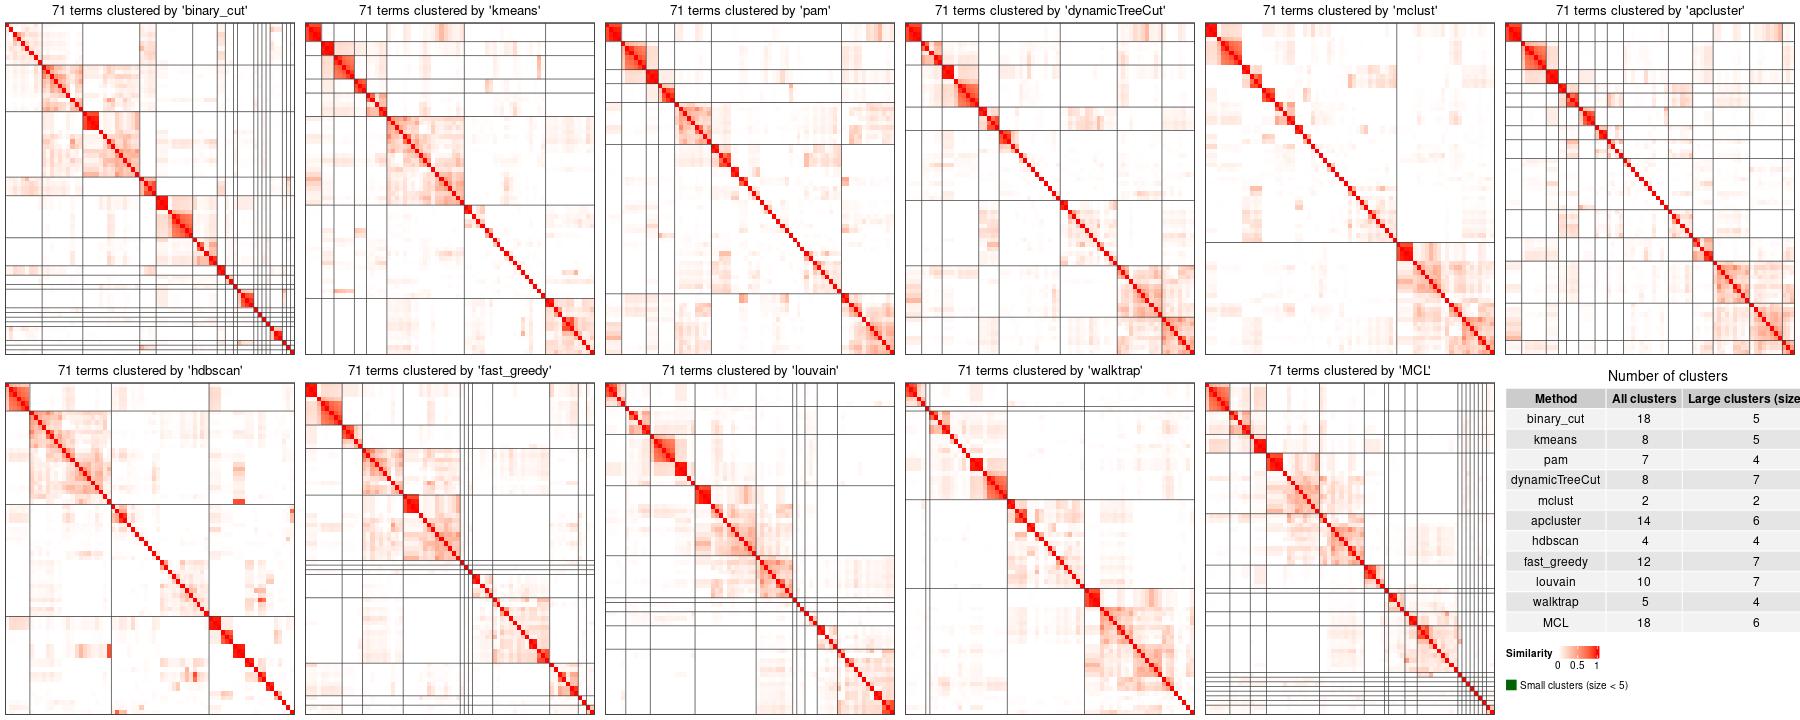 71 terms clustered by 'binary_cut'
71 terms clustered by 'kmeans'
71 terms clustered by 'pam'
71 terms clustered by 'dynamicTreeCut'
71 terms clustered by 'mclust'
71 terms clustered by 'apcluster'
71 terms clustered by 'hdbscan'
71 terms clustered by 'fast_greedy'
71 terms clustered by 'louvain'
71 terms clustered by 'walktrap'
71 terms clustered by 'MCL'
Number of clusters
Method All clusters Large clusters (size
binary_cut 18 5
kmeans 8 5
pam 7 4
dynamicTreeCut 8 7
mclust 2 2
apcluster 14 6
hdbscan 4 4
fast_greedy 12 7
louvain 10 7
walktrap 5 4
MCL 18 6
Similarity
0 0.5 1
Small clusters (size < 5)